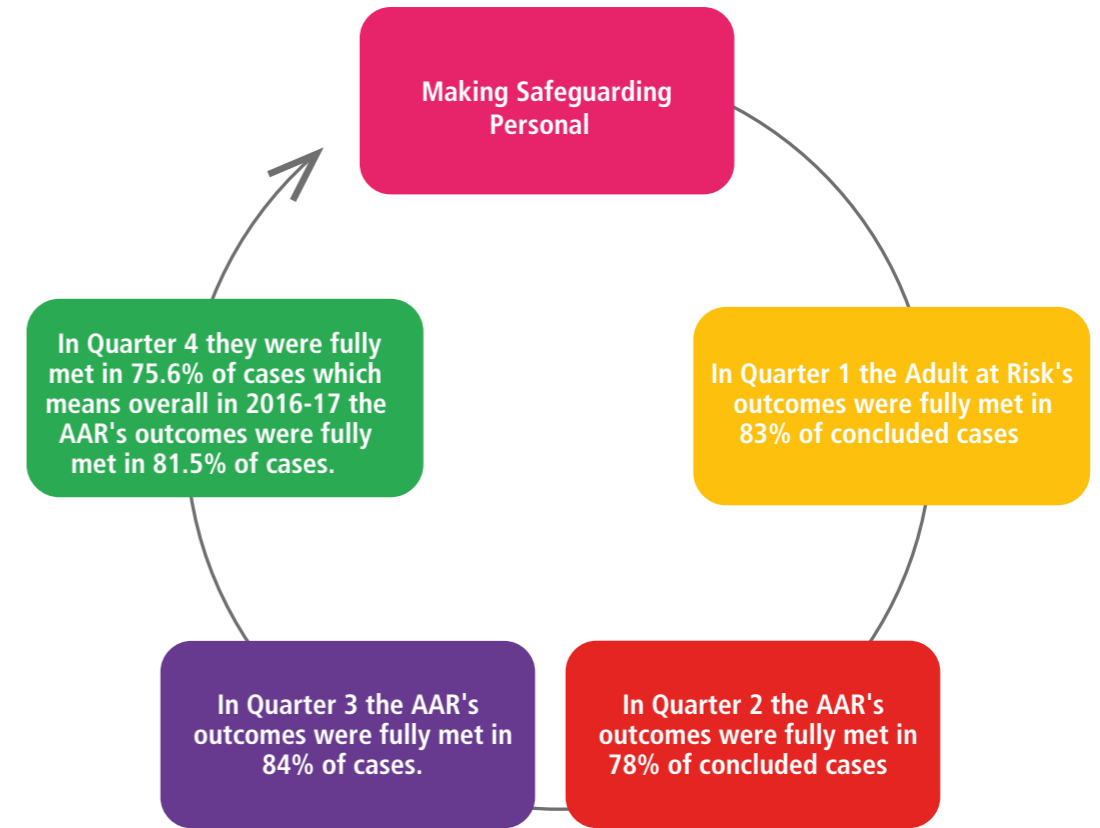 Making Safeguarding
Personal
In Quarter 1 the Adult at Risk's
outcomes were fully met in
83% of concluded cases
In Quarter 2 the AAR's
outcomes were fully met in
78% of concluded cases
In Quarter 3 the AAR's
outcomes were fully met in
84% of cases.
In Quarter 4 they were fully
met in 75.6% of cases which
means overall in 2016-17 the
AAR's outcomes were fully
met in 81.5% of cases.